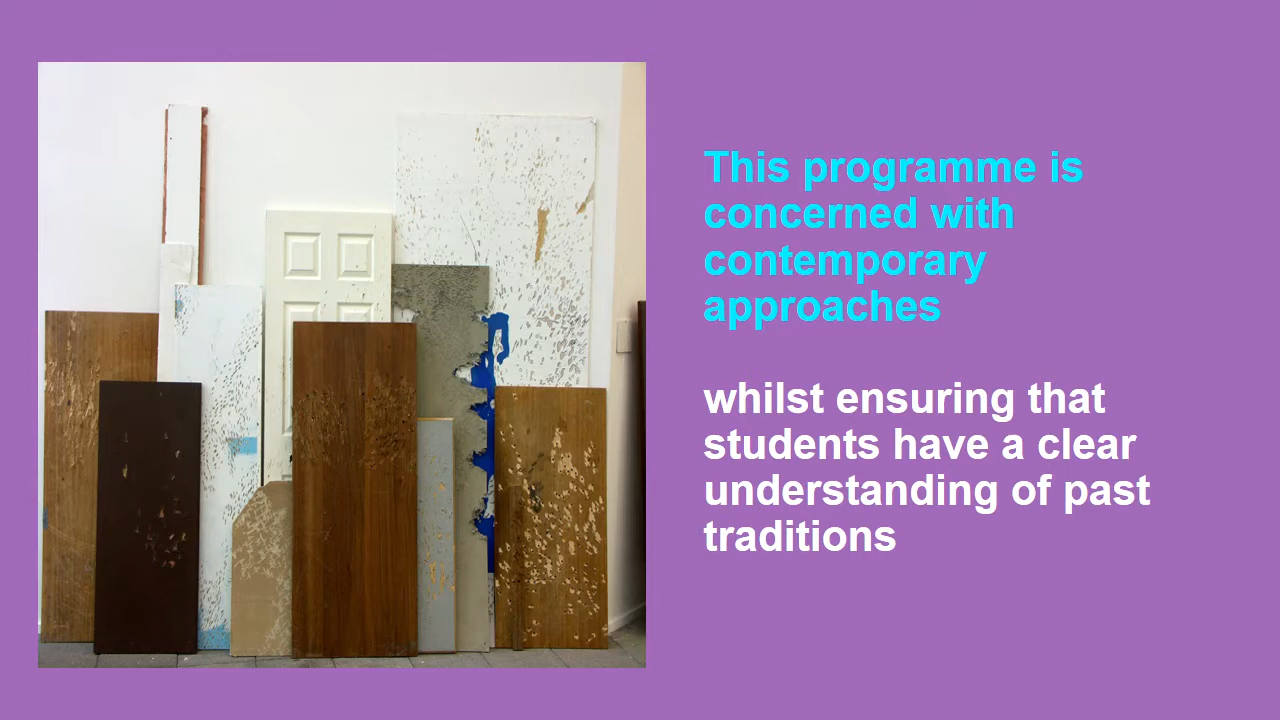 This programme is
concerned with
contemporary
approaches
whilst ensuring that
students have a clear
understanding of past
traditions